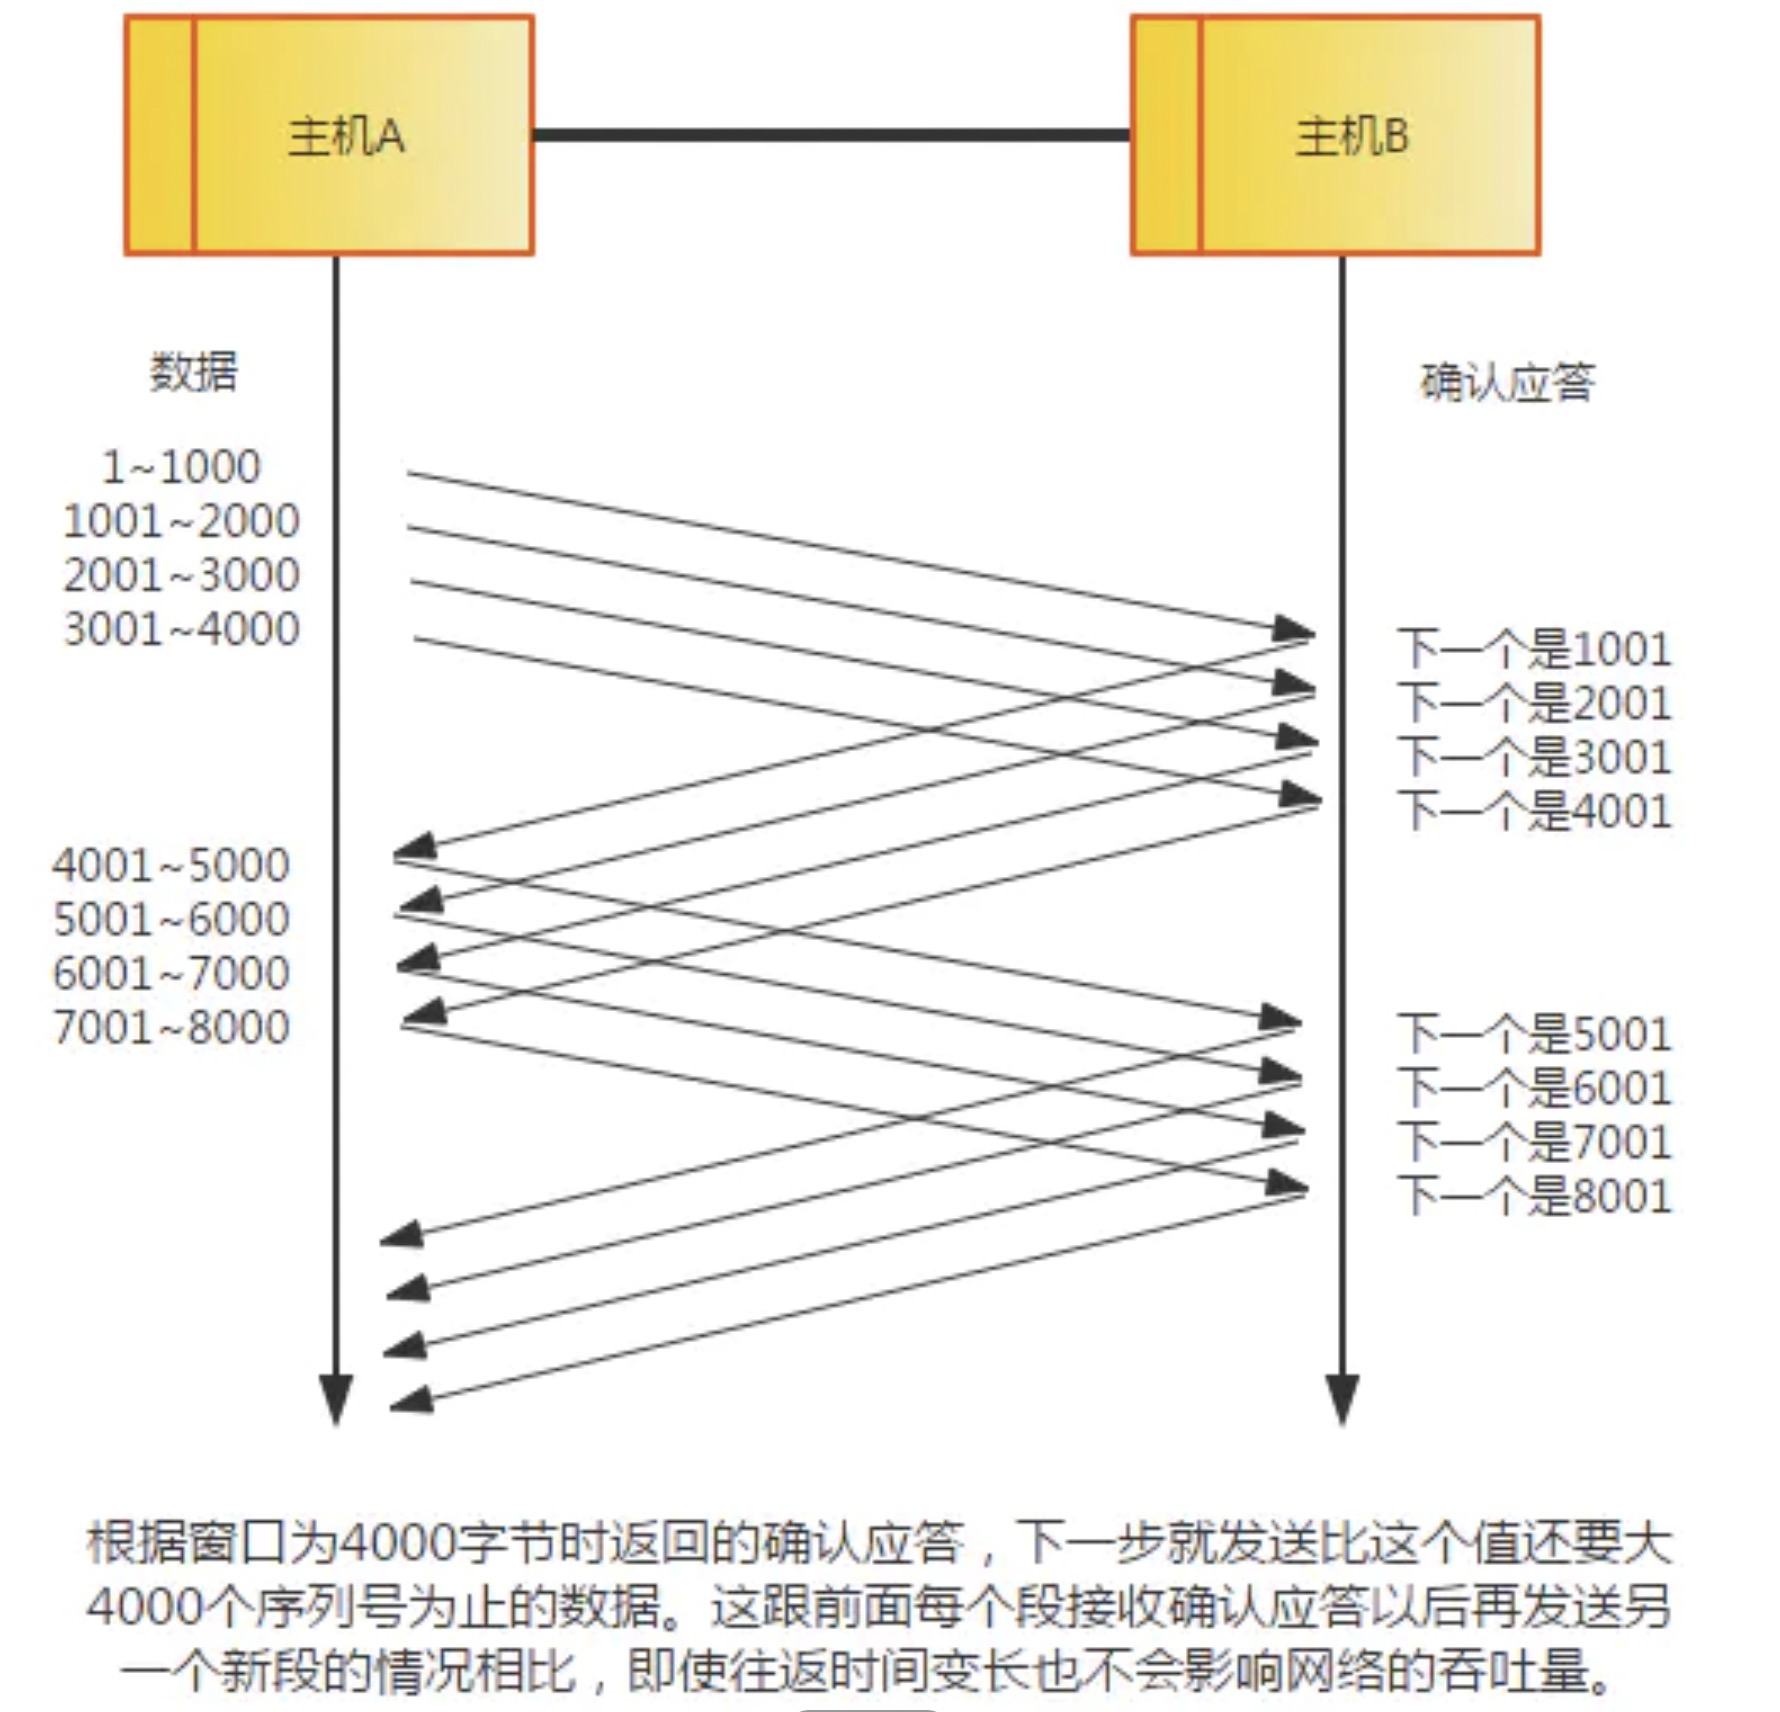 主机A
主机B
数据
确认应答
1~1000
1001~2000
2001~3000
3001~4000
下一个是1001
下一个是2001
下一个是3001
下一个是4001
4001~5000
5001~6000
6001~7000
7001~8000
下一个是5001
下一个是6001
下一个是7001
下一个是8001
根据窗口为4000字节时返回的确认应答，下一步就发送比这个值还要大
4000个序列号为止的数据。这跟前面每个段接收确认应答以后再发送另
一个新段的情况相比，即使往返时间变长也不会影响网络的吞吐量。